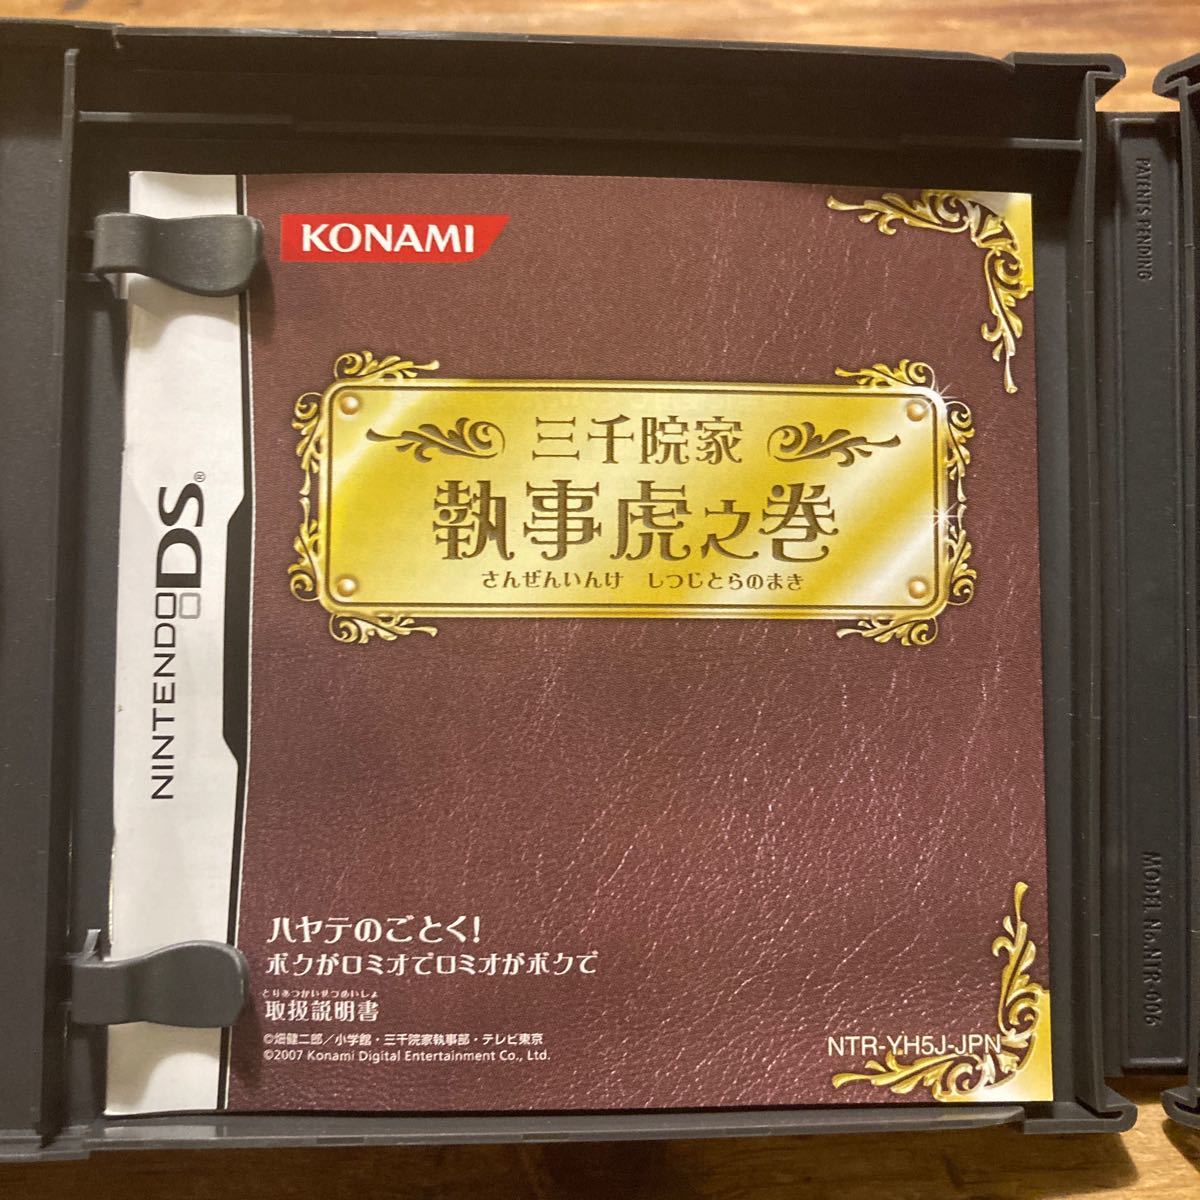 KONAMI
三千院家
執事虎之巻
さんぜんいんけ しつじとらのまき
NINTENDO DS®
ハヤテのごとく!
ボクがロミオでロミオがボクで
とりあつかいせつめいしょ
取扱説明書
©畑健二郎/小学館・三千院家執事部・テレビ東京
©2007 Konami Digital Entertainment Co., Ltd.
NTR-YH5J-JPN
PATENTS PENDING
MODEL No.NTR-006